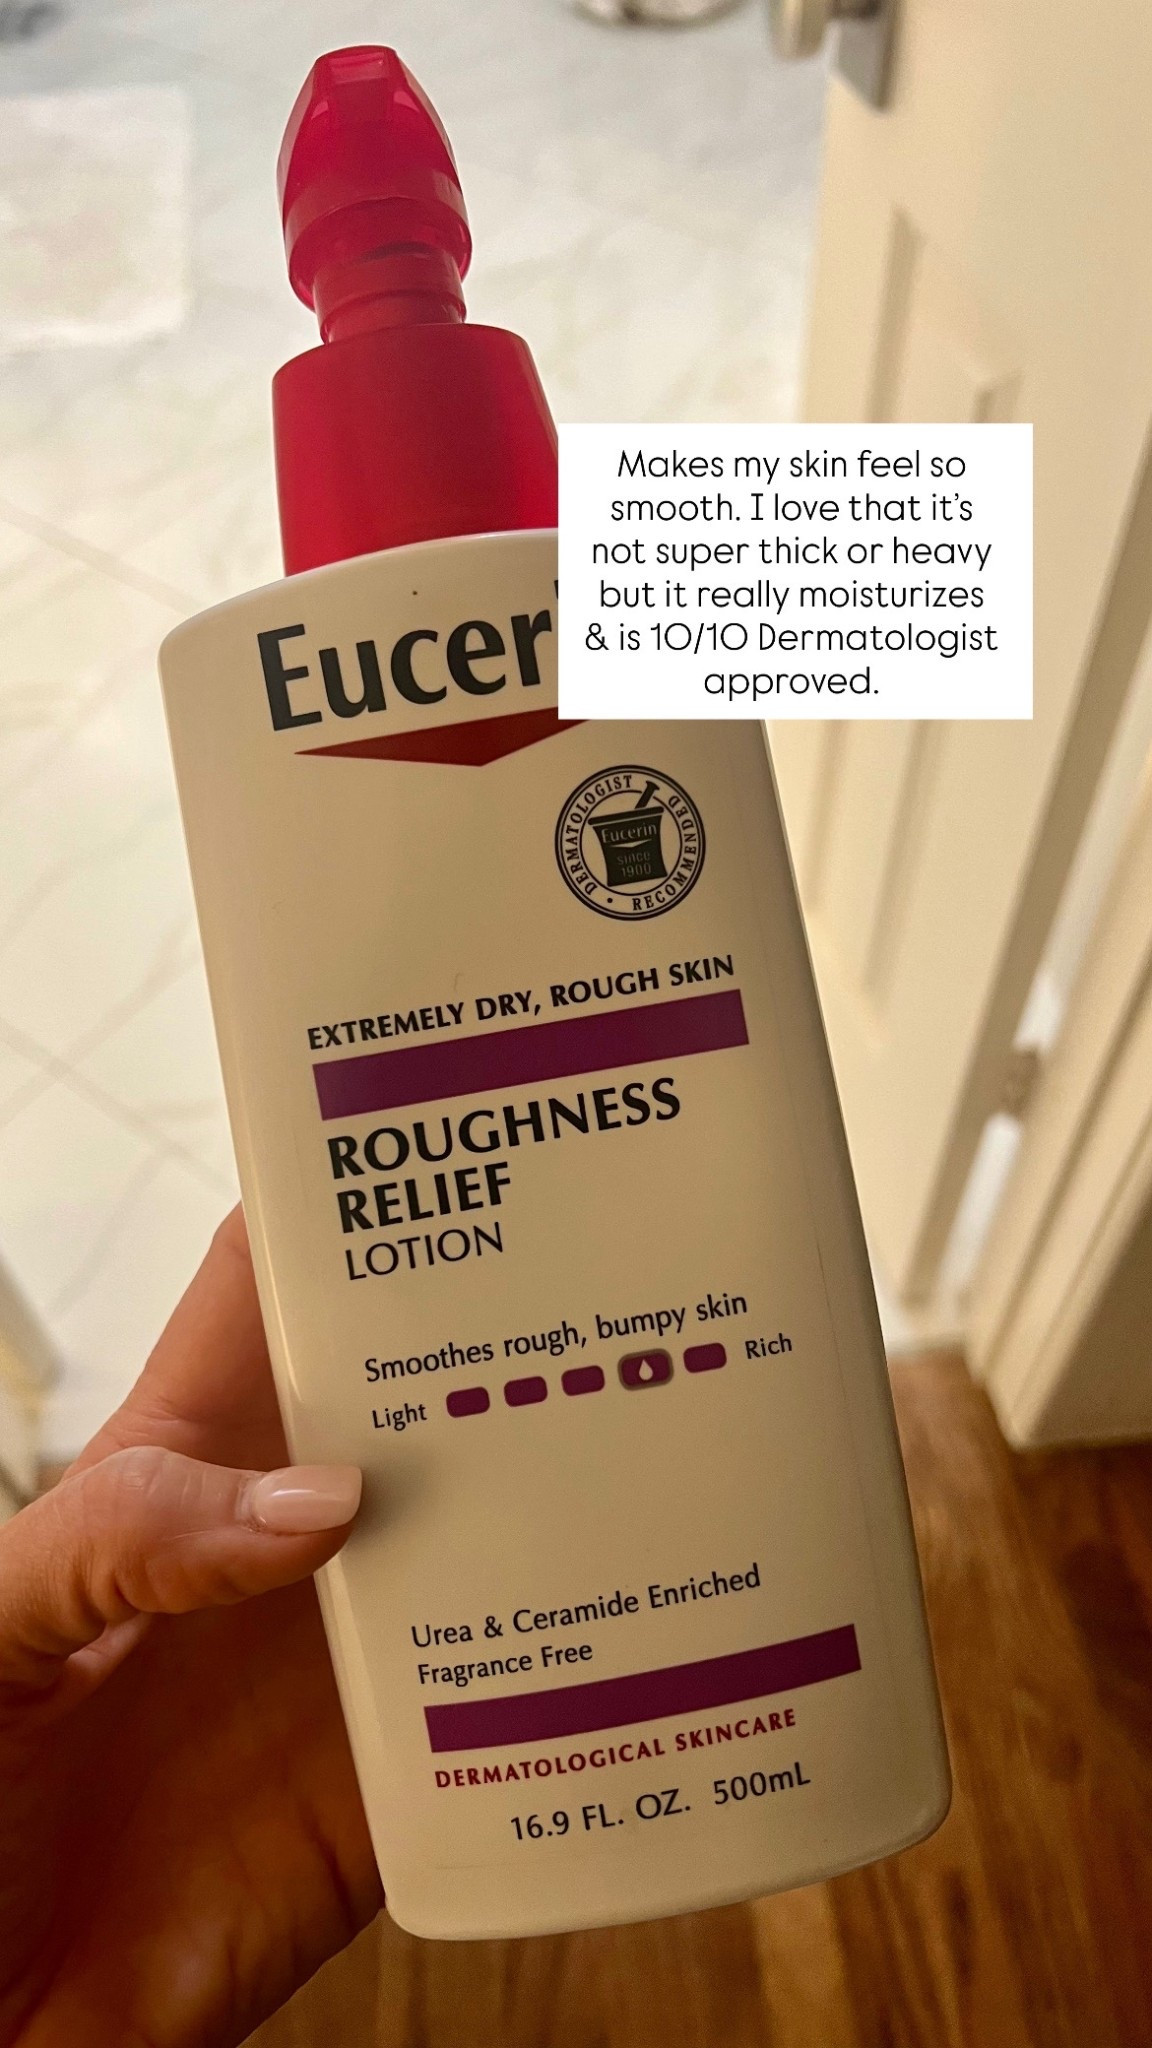 Makes my skin feel so
smooth. I love that it's
not super thick or heavy
but it really moisturizes
& is 10/10 Dermatologist
approved.
Eucer
DERMATOLOGIST RECOMMENDED
Eucerin
since
1900
EXTREMELY DRY, ROUGH SKIN
ROUGHNESS
RELIEF
LOTION
Smoothes rough, bumpy skin
Light Rich
Urea & Ceramide Enriched
Fragrance Free
DERMATOLOGICAL SKINCARE
16.9 FL. OZ. 500mL